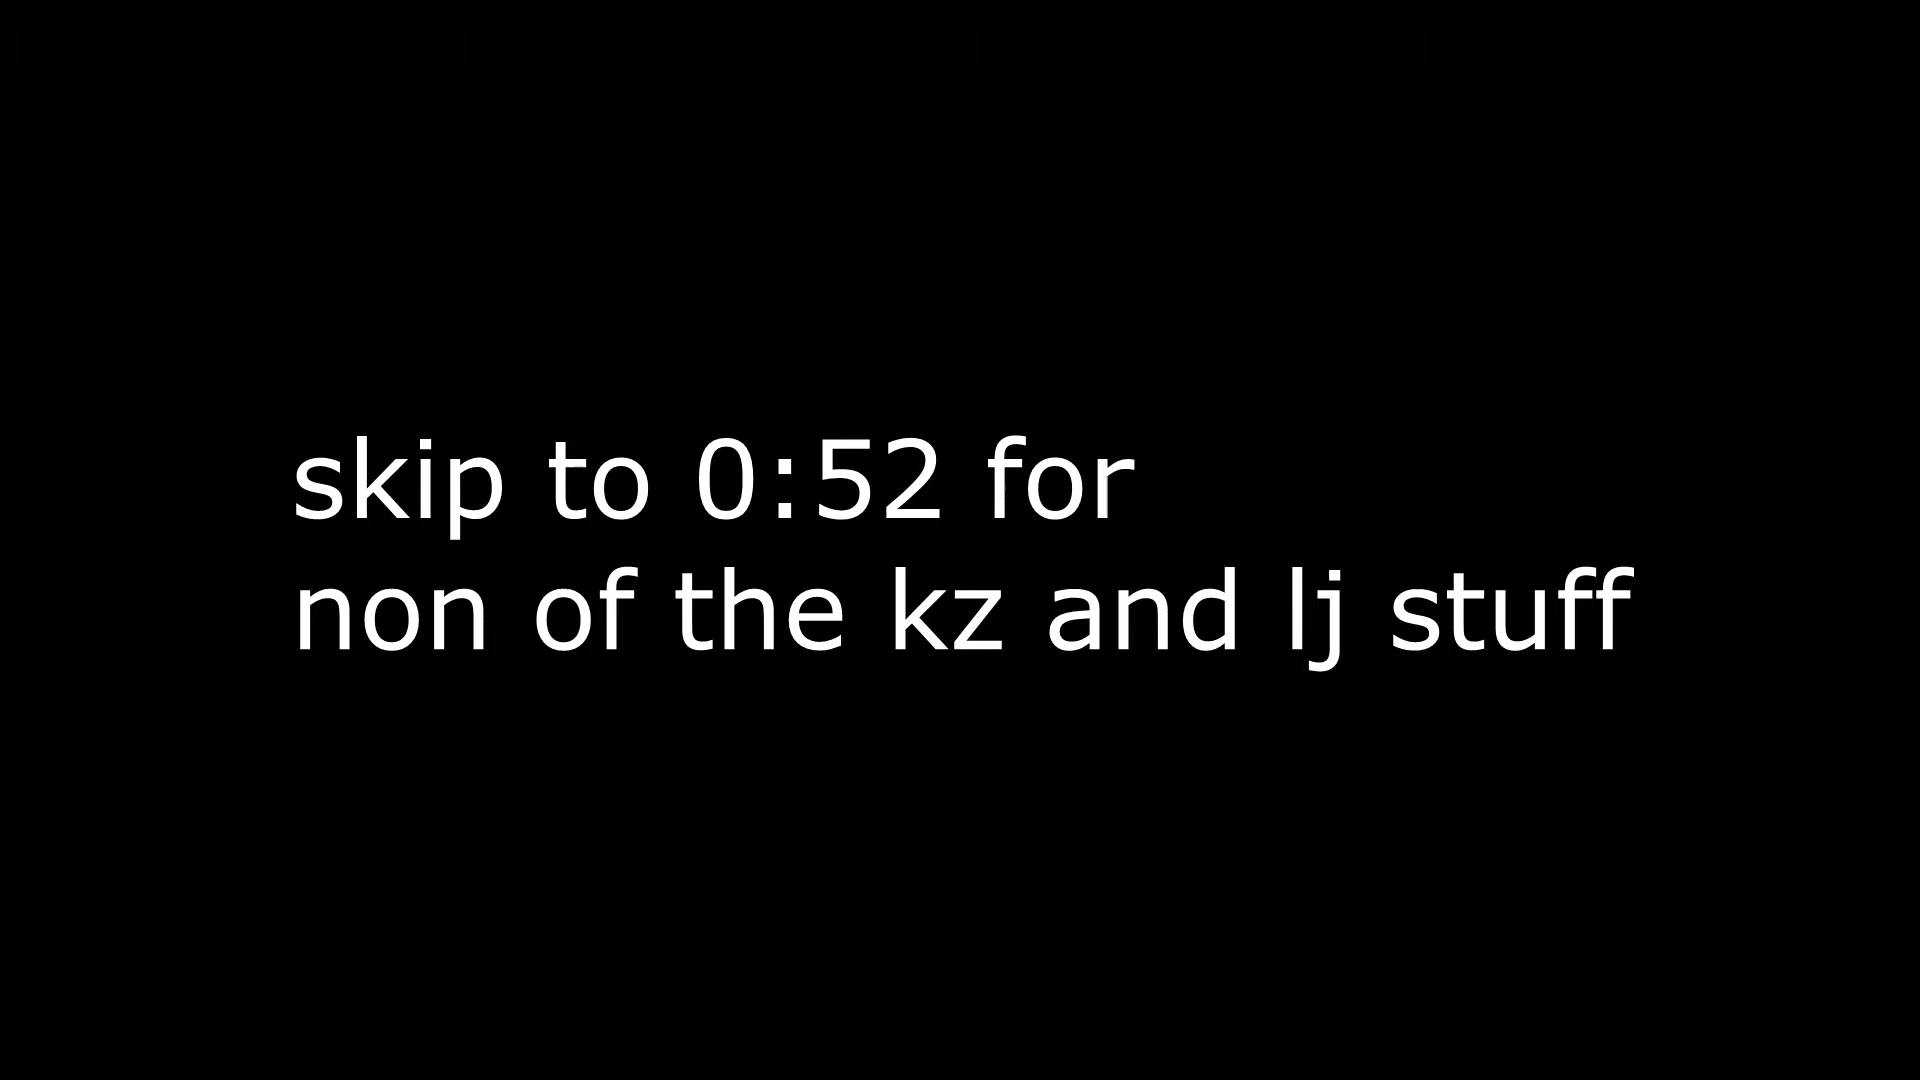 skip to 0:52 for
non of the kz and lj stuff